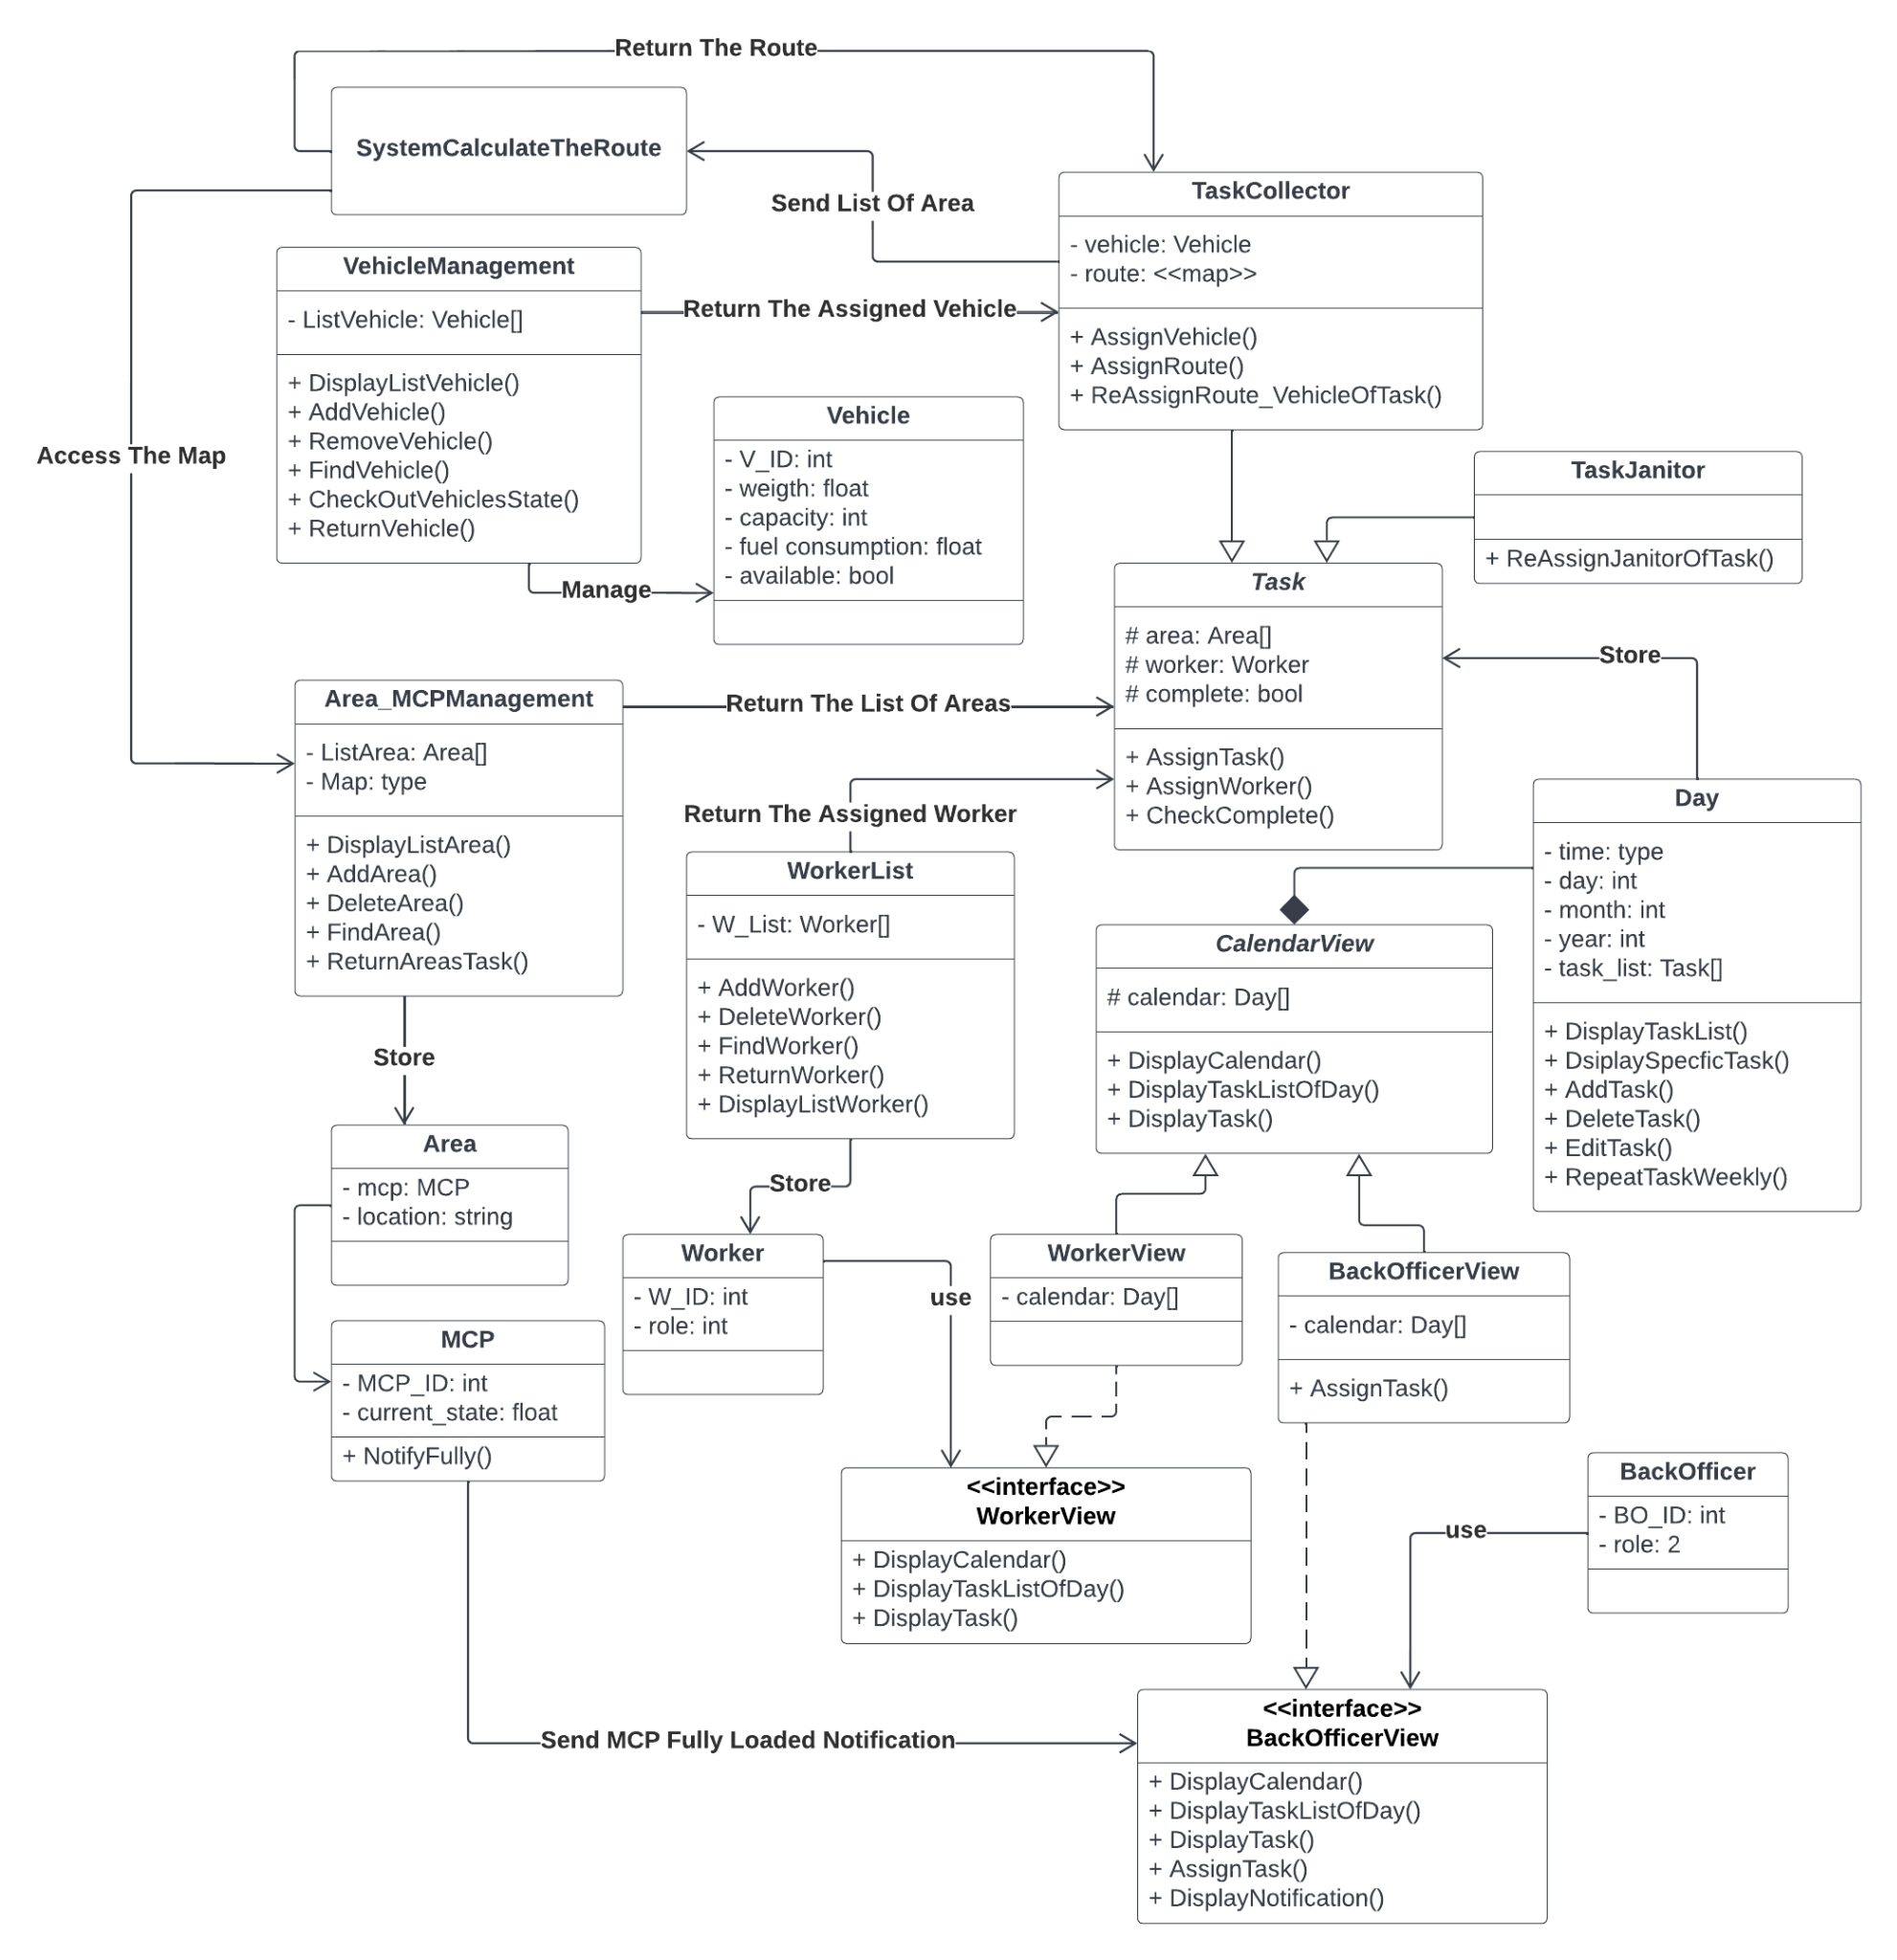 Return The Route
SystemCalculateTheRoute
Send List Of Area
TaskCollector
- vehicle: Vehicle
- route: <<map>>
+ AssignVehicle()
+ AssignRoute()
+ ReAssignRoute_VehicleOfTask()
VehicleManagement
- ListVehicle: Vehicle[]
+ DisplayListVehicle()
+ AddVehicle()
+ RemoveVehicle()
+ FindVehicle()
+ CheckOutVehiclesState()
+ ReturnVehicle()
Return The Assigned Vehicle
Access The Map
Vehicle
- V_ID: int
- weigth: float
- capacity: int
- fuel consumption: float
- available: bool
Manage
TaskJanitor
+ ReAssignJanitorOfTask()
Task
# area: Area[]
# worker: Worker
# complete: bool
+ AssignTask()
+ AssignWorker()
+ CheckComplete()
Store
Area_MCPManagement
- ListArea: Area[]
- Map: type
+ DisplayListArea()
+ AddArea()
+ DeleteArea()
+ FindArea()
+ ReturnAreasTask()
Return The List Of Areas
Return The Assigned Worker
WorkerList
- W_List: Worker[]
+ AddWorker()
+ DeleteWorker()
+ FindWorker()
+ ReturnWorker()
+ DisplayListWorker()
Day
- time: type
- day: int
- month: int
- year: int
- task_list: Task[]
+ DisplayTaskList()
+ DsiplaySpecficTask()
+ AddTask()
+ DeleteTask()
+ EditTask()
+ RepeatTaskWeekly()
CalendarView
# calendar: Day[]
+ DisplayCalendar()
+ DisplayTaskListOfDay()
+ DisplayTask()
Store
Area
- mcp: MCP
- location: string
Store
Worker
- W_ID: int
- role: int
use
WorkerView
- calendar: Day[]
BackOfficerView
- calendar: Day[]
+ AssignTask()
MCP
- MCP_ID: int
- current_state: float
+ NotifyFully()
<<interface>>
WorkerView
+ DisplayCalendar()
+ DisplayTaskListOfDay()
+ DisplayTask()
BackOfficer
- BO_ID: int
- role: 2
use
Send MCP Fully Loaded Notification
<<interface>>
BackOfficerView
+ DisplayCalendar()
+ DisplayTaskListOfDay()
+ DisplayTask()
+ AssignTask()
+ DisplayNotification()